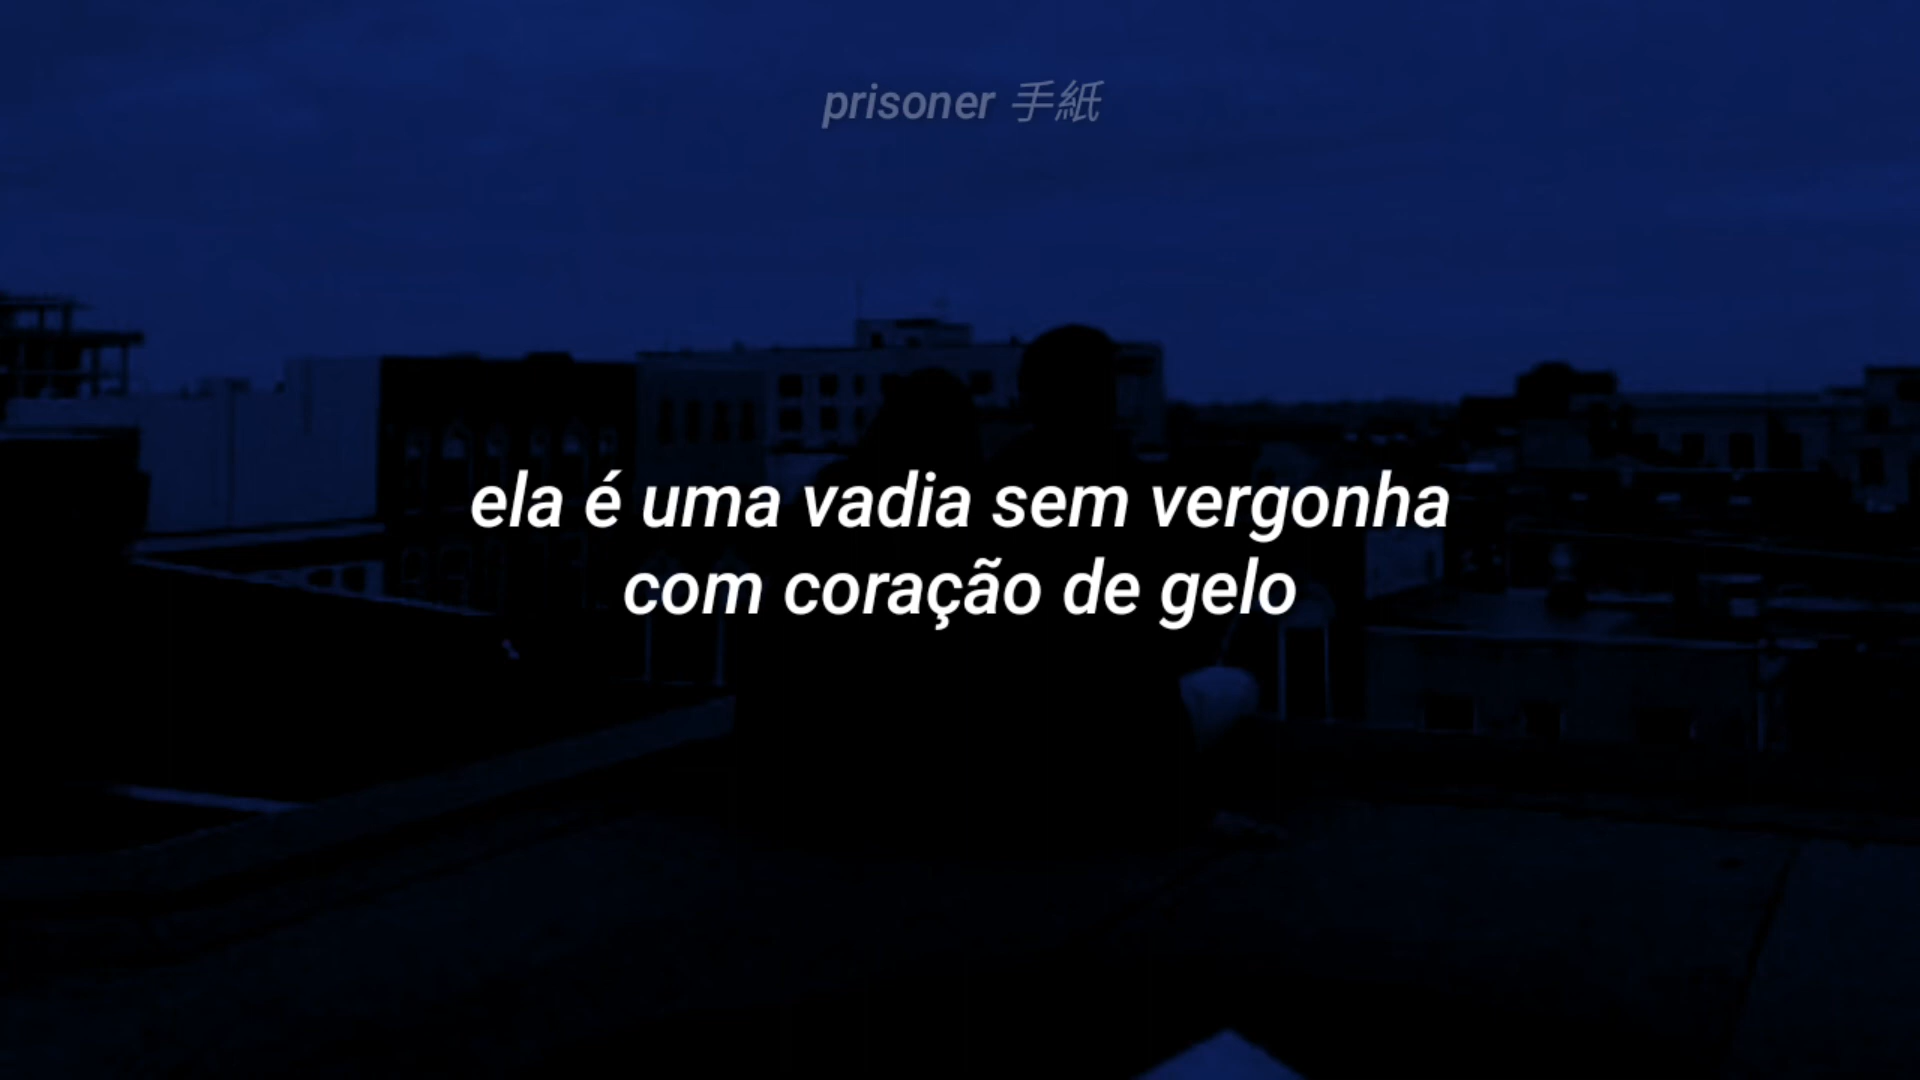 prisoner 手紙
ela é uma vadia sem vergonha
com coração de gelo